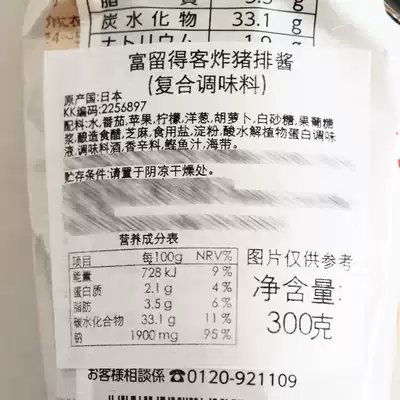 脂　　質
3.5 g
炭水化物
33.1 g
ナトリウム
1.9 g
富留得客炸猪排酱
(复合调味料)
原产国:日本
KK编码:2256897
配料:水,番茄,苹果,柠檬,洋葱,胡萝卜,白砂糖,果葡糖
浆,酿造食醋,芝麻,食用盐,淀粉,酸水解植物蛋白调味
液,调味料酒,香辛料,鲣鱼汁,海带。
贮存条件:请置于阴凉干燥处。
营养成分表
项目 每100g NRV%
能量 728 kJ 9%
蛋白质 2.1 g 4%
脂肪 3.5 g 6%
碳水化合物 33.1 g 11%
钠 1900 mg 95%
图片仅供参考
净含量:
300克
お客様相談係☎0120-921109